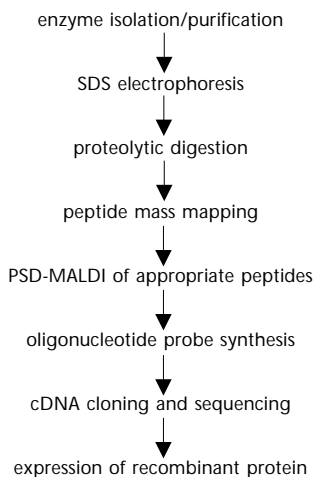 enzyme isolation/purification
SDS electrophoresis
proteolytic digestion
peptide mass mapping
PSD-MALDI of appropriate peptides
oligonucleotide probe synthesis
cDNA cloning and sequencing
expression of recombinant protein